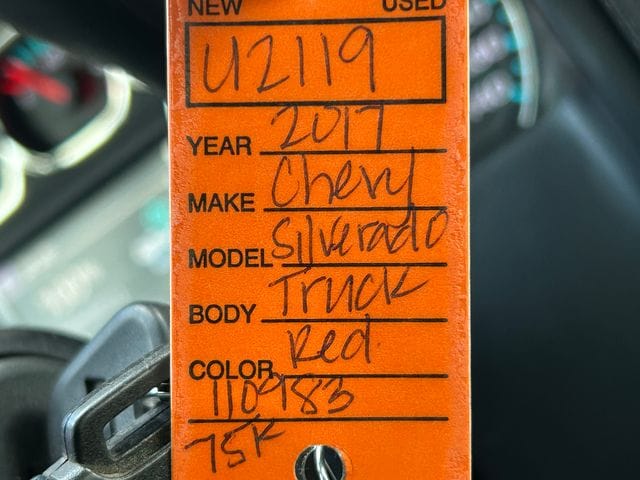 NEW USED
U2119
YEAR 2017
MAKE Chevy
MODEL Silverado
BODY Truck
COLOR Red
110983
75K